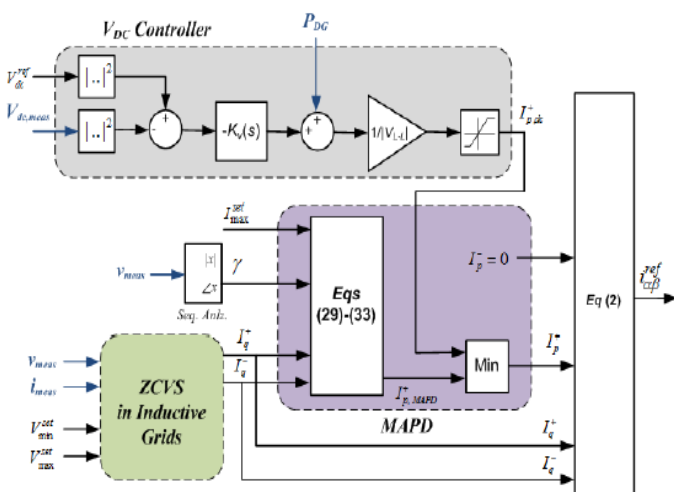 V_DC Controller
P_DG
V_dc^ref
|..|^2
V_dc,meas
|..|^2
+
-
-K_v(s)
+
+
1/|V_L-L|
I_p,dc^+
I_max^set
v_meas
|x|
∠x
γ
Seq. Anlz.
Eqs
(29)-(33)
I_p^- = 0
Eq (2)
i_αβ^ref
v_meas
i_meas
V_min^set
V_max^set
ZCVS
in Inductive
Grids
I_q^+
I_q^-
I_p,MAPD^+
Min
MAPD
I_q^+
I_q^-